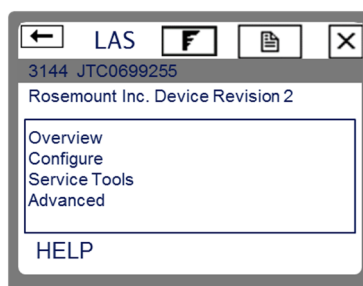 LAS
3144 JTC0699255
Rosemount Inc. Device Revision 2
Overview
Configure
Service Tools
Advanced
HELP